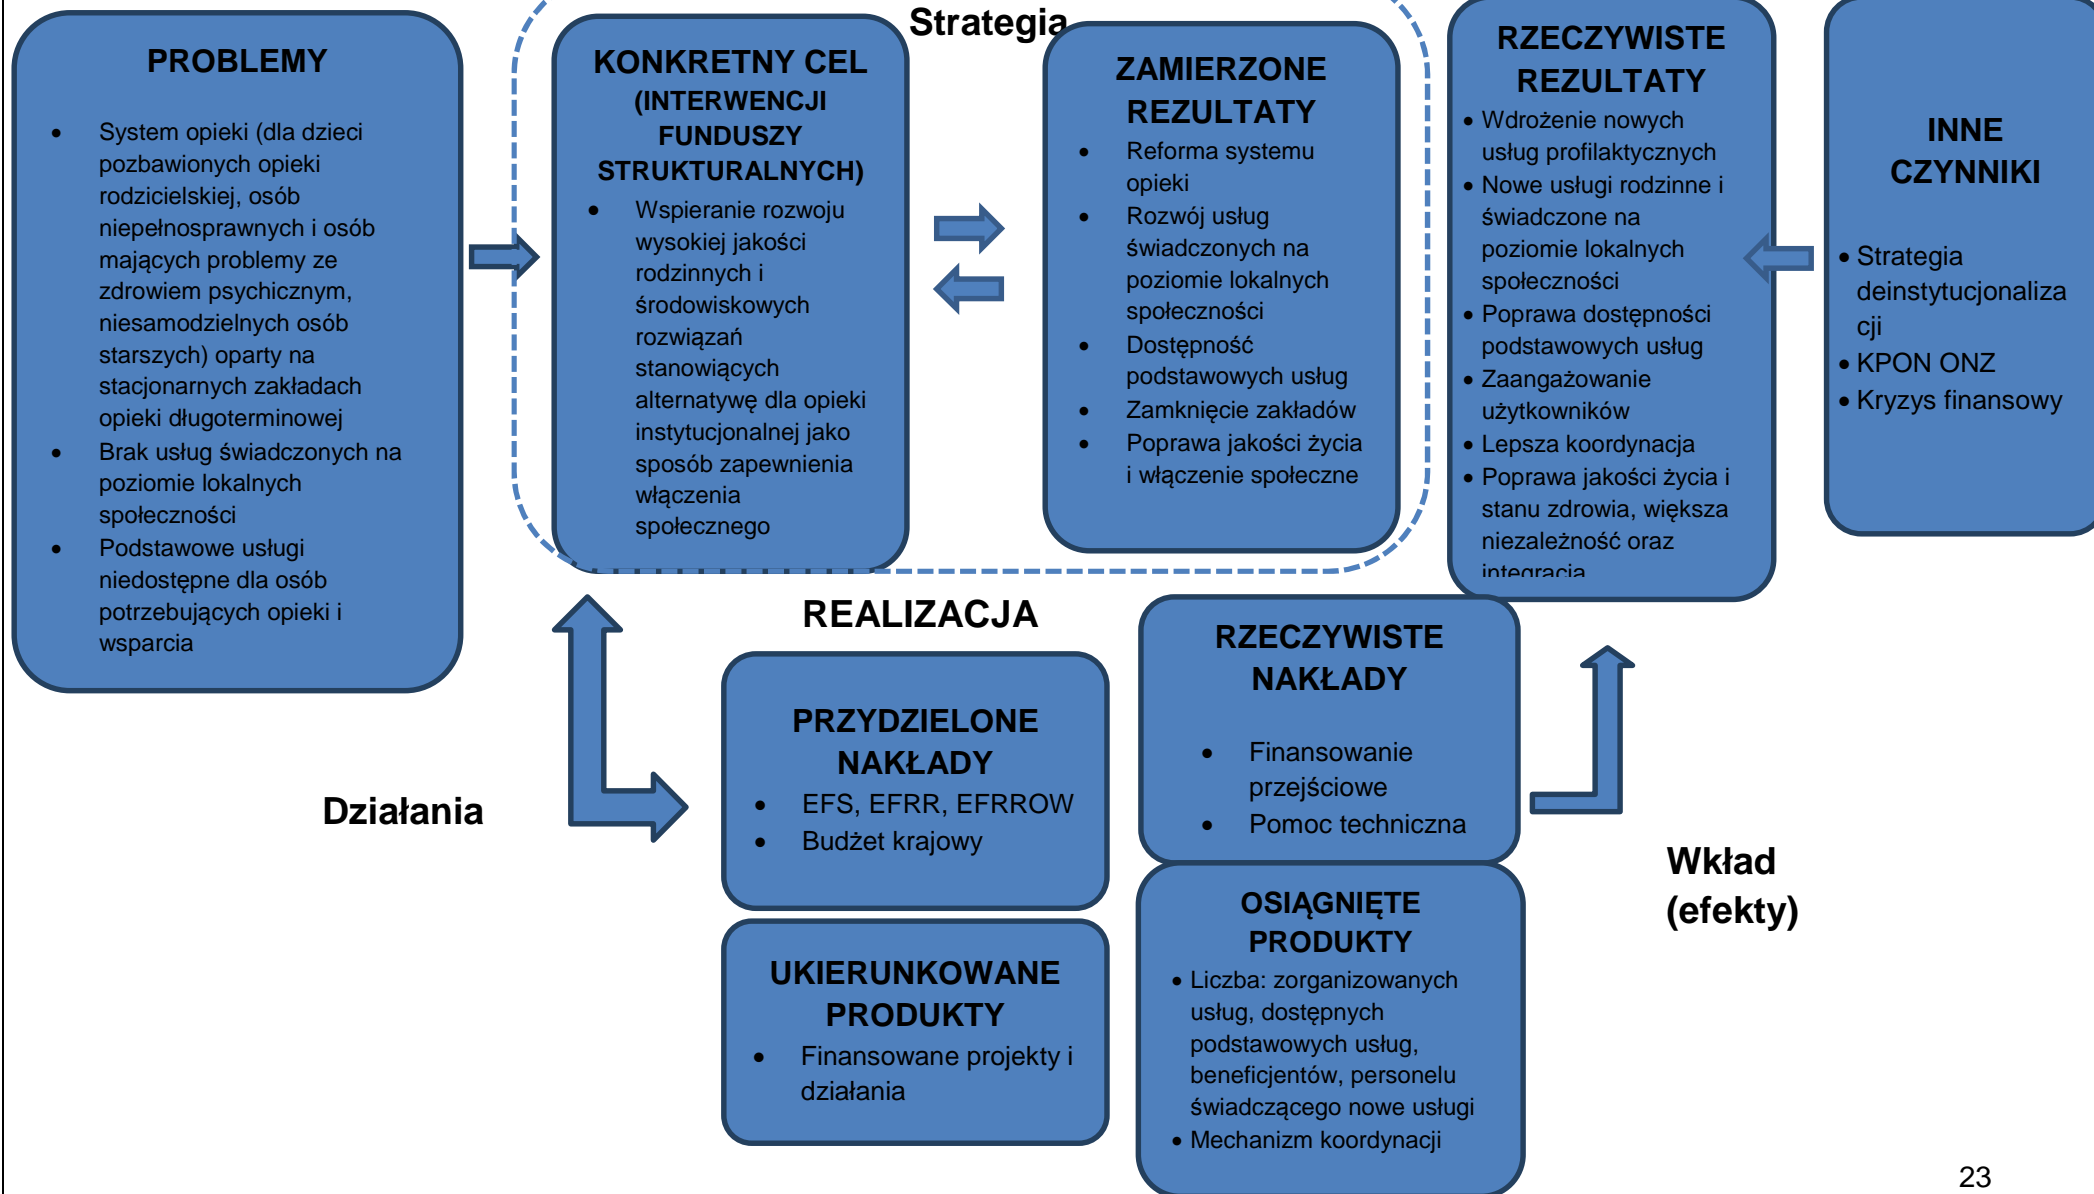 Strategia
PROBLEMY
• System opieki (dla dzieci
pozbawionych opieki
rodzicielskiej, osób
niepełnosprawnych i osób
mających problemy ze
zdrowiem psychicznym,
niesamodzielnych osób
starszych) oparty na
stacjonarnych zakładach
opieki długoterminowej
• Brak usług świadczonych na
poziomie lokalnych
społeczności
• Podstawowe usługi
niedostępne dla osób
potrzebujących opieki i
wsparcia
KONKRETNY CEL
(INTERWENCJI
FUNDUSZY
STRUKTURALNYCH)
• Wspieranie rozwoju
wysokiej jakości
rodzinnych i
środowiskowych
rozwiązań
stanowiących
alternatywę dla opieki
instytucjonalnej jako
sposób zapewnienia
włączenia
społecznego
ZAMIERZONE
REZULTATY
• Reforma systemu
opieki
• Rozwój usług
świadczonych na
poziomie lokalnych
społeczności
• Dostępność
podstawowych usług
• Zamknięcie zakładów
• Poprawa jakości życia
i włączenie społeczne
RZECZYWISTE
REZULTATY
• Wdrożenie nowych
usług profilaktycznych
• Nowe usługi rodzinne i
świadczone na
poziomie lokalnych
społeczności
• Poprawa dostępności
podstawowych usług
• Zaangażowanie
użytkowników
• Lepsza koordynacja
• Poprawa jakości życia i
stanu zdrowia, większa
niezależność oraz
integracja
INNE
CZYNNIKI
• Strategia
deinstytucjonaliza
cji
• KPON ONZ
• Kryzys finansowy
REALIZACJA
Działania
PRZYDZIELONE
NAKŁADY
• EFS, EFRR, EFRROW
• Budżet krajowy
UKIERUNKOWANE
PRODUKTY
• Finansowane projekty i
działania
RZECZYWISTE
NAKŁADY
• Finansowanie
przejściowe
• Pomoc techniczna
OSIĄGNIĘTE
PRODUKTY
• Liczba: zorganizowanych
usług, dostępnych
podstawowych usług,
beneficjentów, personelu
świadczącego nowe usługi
• Mechanizm koordynacji
Wkład
(efekty)
23